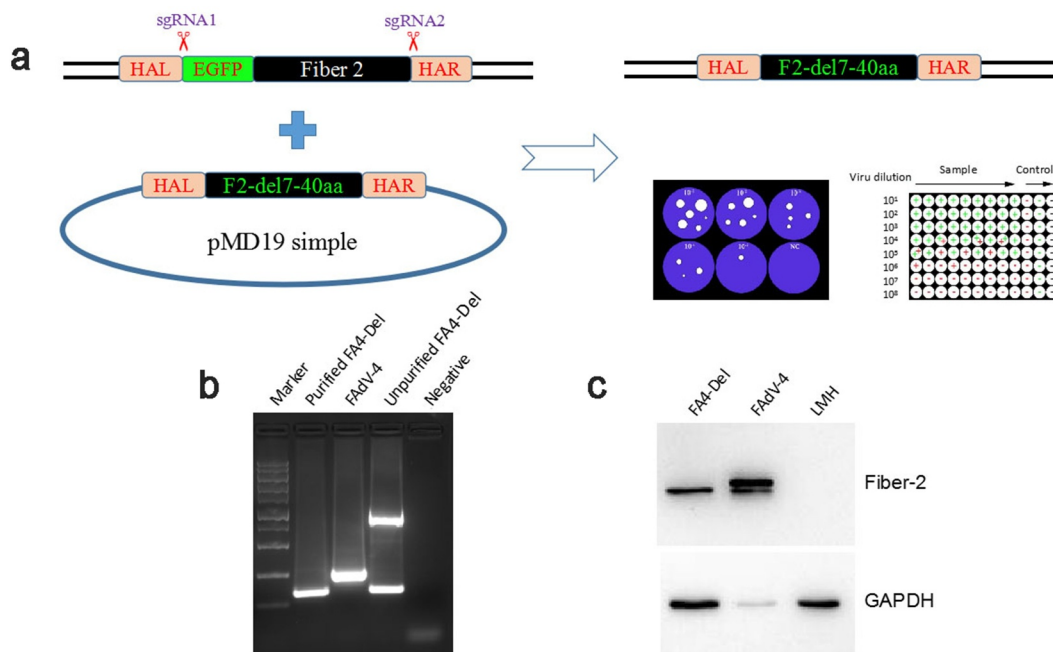 a
sgRNA1 sgRNA2
HAL EGFP Fiber 2 HAR
HAL F2-del7-40aa HAR
pMD19 simple
HAL F2-del7-40aa HAR
NC
Viru dilution Sample Control
10¹
10²
10³
10⁴
10⁵
10⁶
10⁷
10⁸
b
Marker
Purified FA4-Del
FAdV-4
Unpurified FA4-Del
Negative
c
FA4-Del
FAdV-4
LMH
Fiber-2
GAPDH